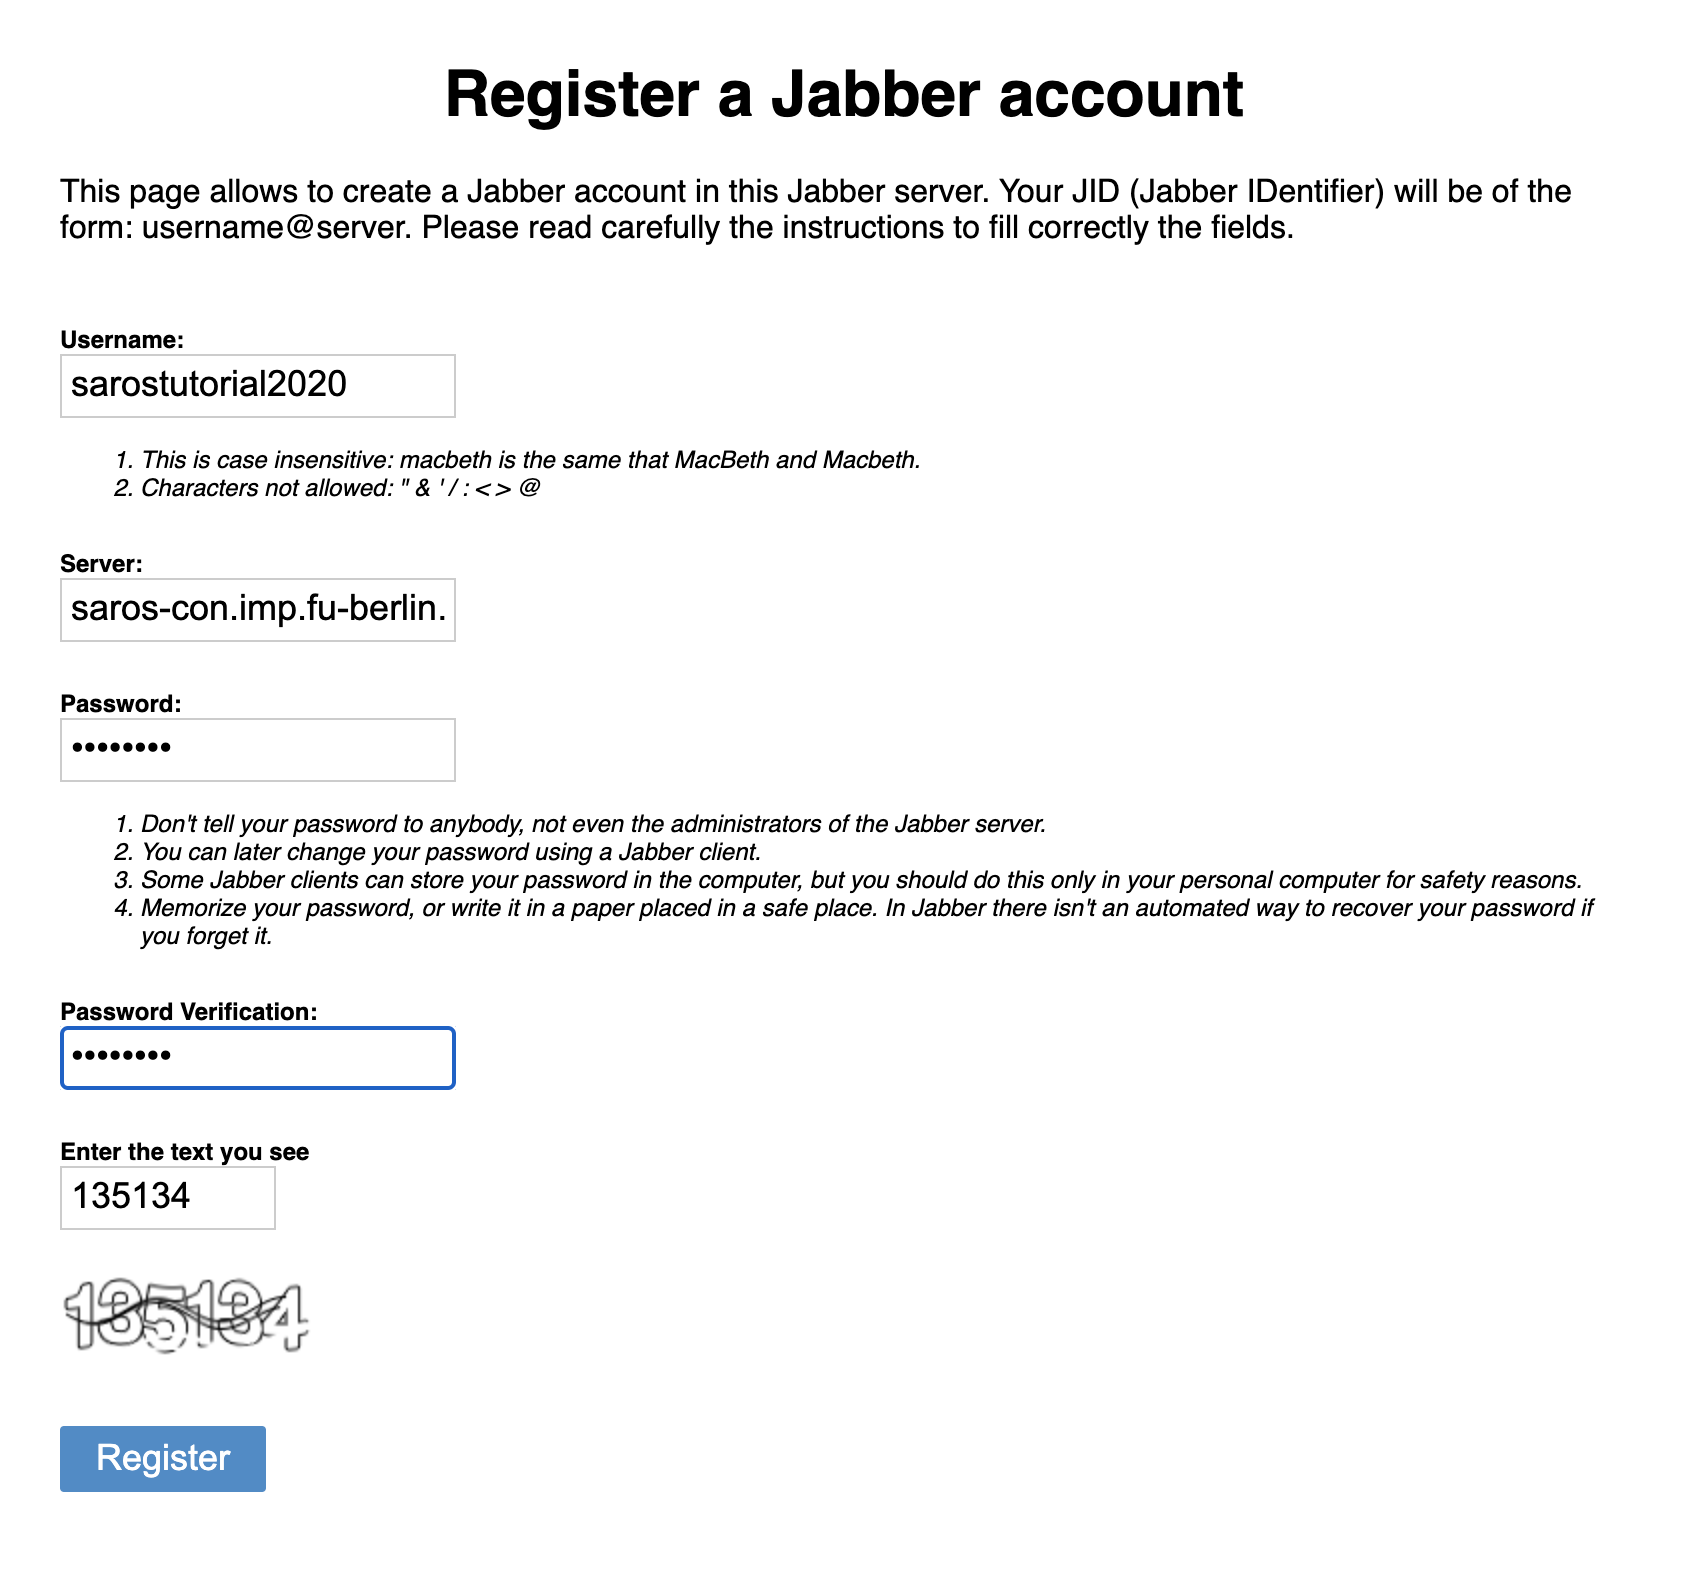 Register a Jabber account
This page allows to create a Jabber account in this Jabber server. Your JID (Jabber IDentifier) will be of the
form: username@server. Please read carefully the instructions to fill correctly the fields.
Username:
sarostutorial2020
1. This is case insensitive: macbeth is the same that MacBeth and Macbeth.
2. Characters not allowed: " & ' / : < > @
Server:
saros-con.imp.fu-berlin.
Password:
••••••••
1. Don't tell your password to anybody, not even the administrators of the Jabber server.
2. You can later change your password using a Jabber client.
3. Some Jabber clients can store your password in the computer, but you should do this only in your personal computer for safety reasons.
4. Memorize your password, or write it in a paper placed in a safe place. In Jabber there isn't an automated way to recover your password if
you forget it.
Password Verification:
••••••••
Enter the text you see
135134
135134
Register